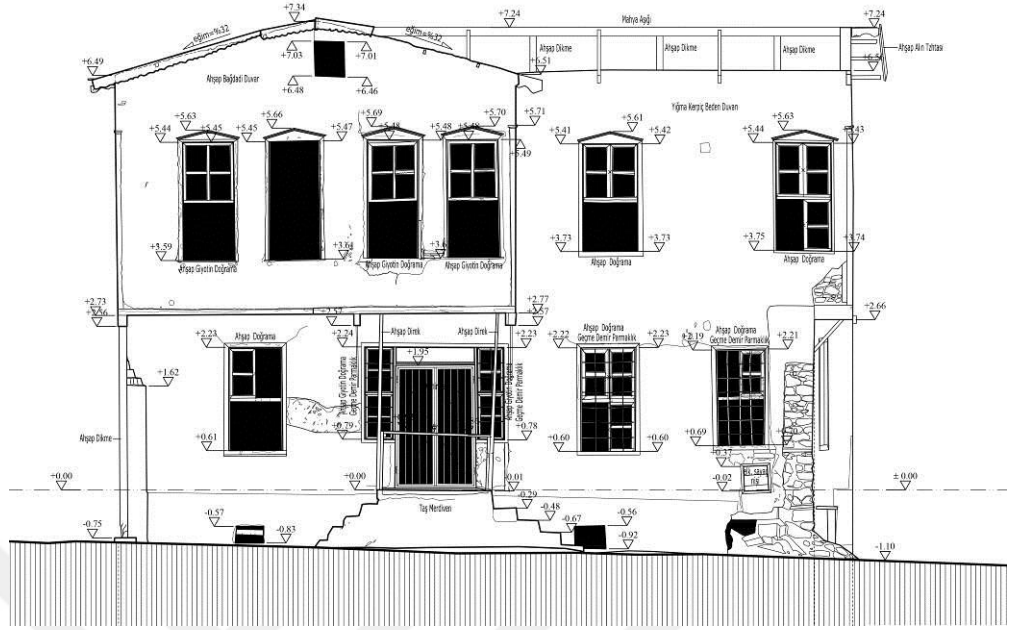 +7.34
+7.24
Mahya Aşığı
+7.24
eğim=%32
eğim=%32
+7.03
+7.01
Ahşap Dikme
Ahşap Dikme
Ahşap Dikme
Ahşap Alın Tahtası
+6.49
+6.51
Ahşap Bağdadi Duvar
+6.48
+6.46
Yığma Kerpiç Beden Duvarı
+5.63
+5.66
+5.69
+5.70
+5.71
+5.61
+5.63
+5.44
+5.45
+5.45
+5.47
+5.48
+5.48
+5.48
+5.49
+5.41
+5.42
+5.44
+3.59
+3.64
+3.73
+3.73
+3.75
+3.74
Ahşap Giyotin Doğrama
Ahşap Giyotin Doğrama
Ahşap Giyotin Doğrama
Ahşap Doğrama
Ahşap Doğrama
+2.73
+2.77
+2.57
+2.66
+2.23
Ahşap Doğrama
+2.24
Ahşap Direk
Ahşap Direk
+2.23
+2.22
Ahşap Doğrama
Geçme Demir Parmaklık
+2.23
+2.19
Ahşap Doğrama
Geçme Demir Parmaklık
+2.21
+1.95
+1.62
Ahşap Giyotin Doğrama
Geçme Demir Parmaklık
Ahşap Giyotin Doğrama
Geçme Demir Parmaklık
Ahşap Dikme
+0.61
+0.79
+0.78
+0.60
+0.60
+0.69
-0.37
+0.00
+0.00
-0.01
-0.02
± 0.00
Taş Merdiven
-0.29
-0.48
-0.57
-0.67
-0.56
-0.75
-0.83
-0.92
-1.10